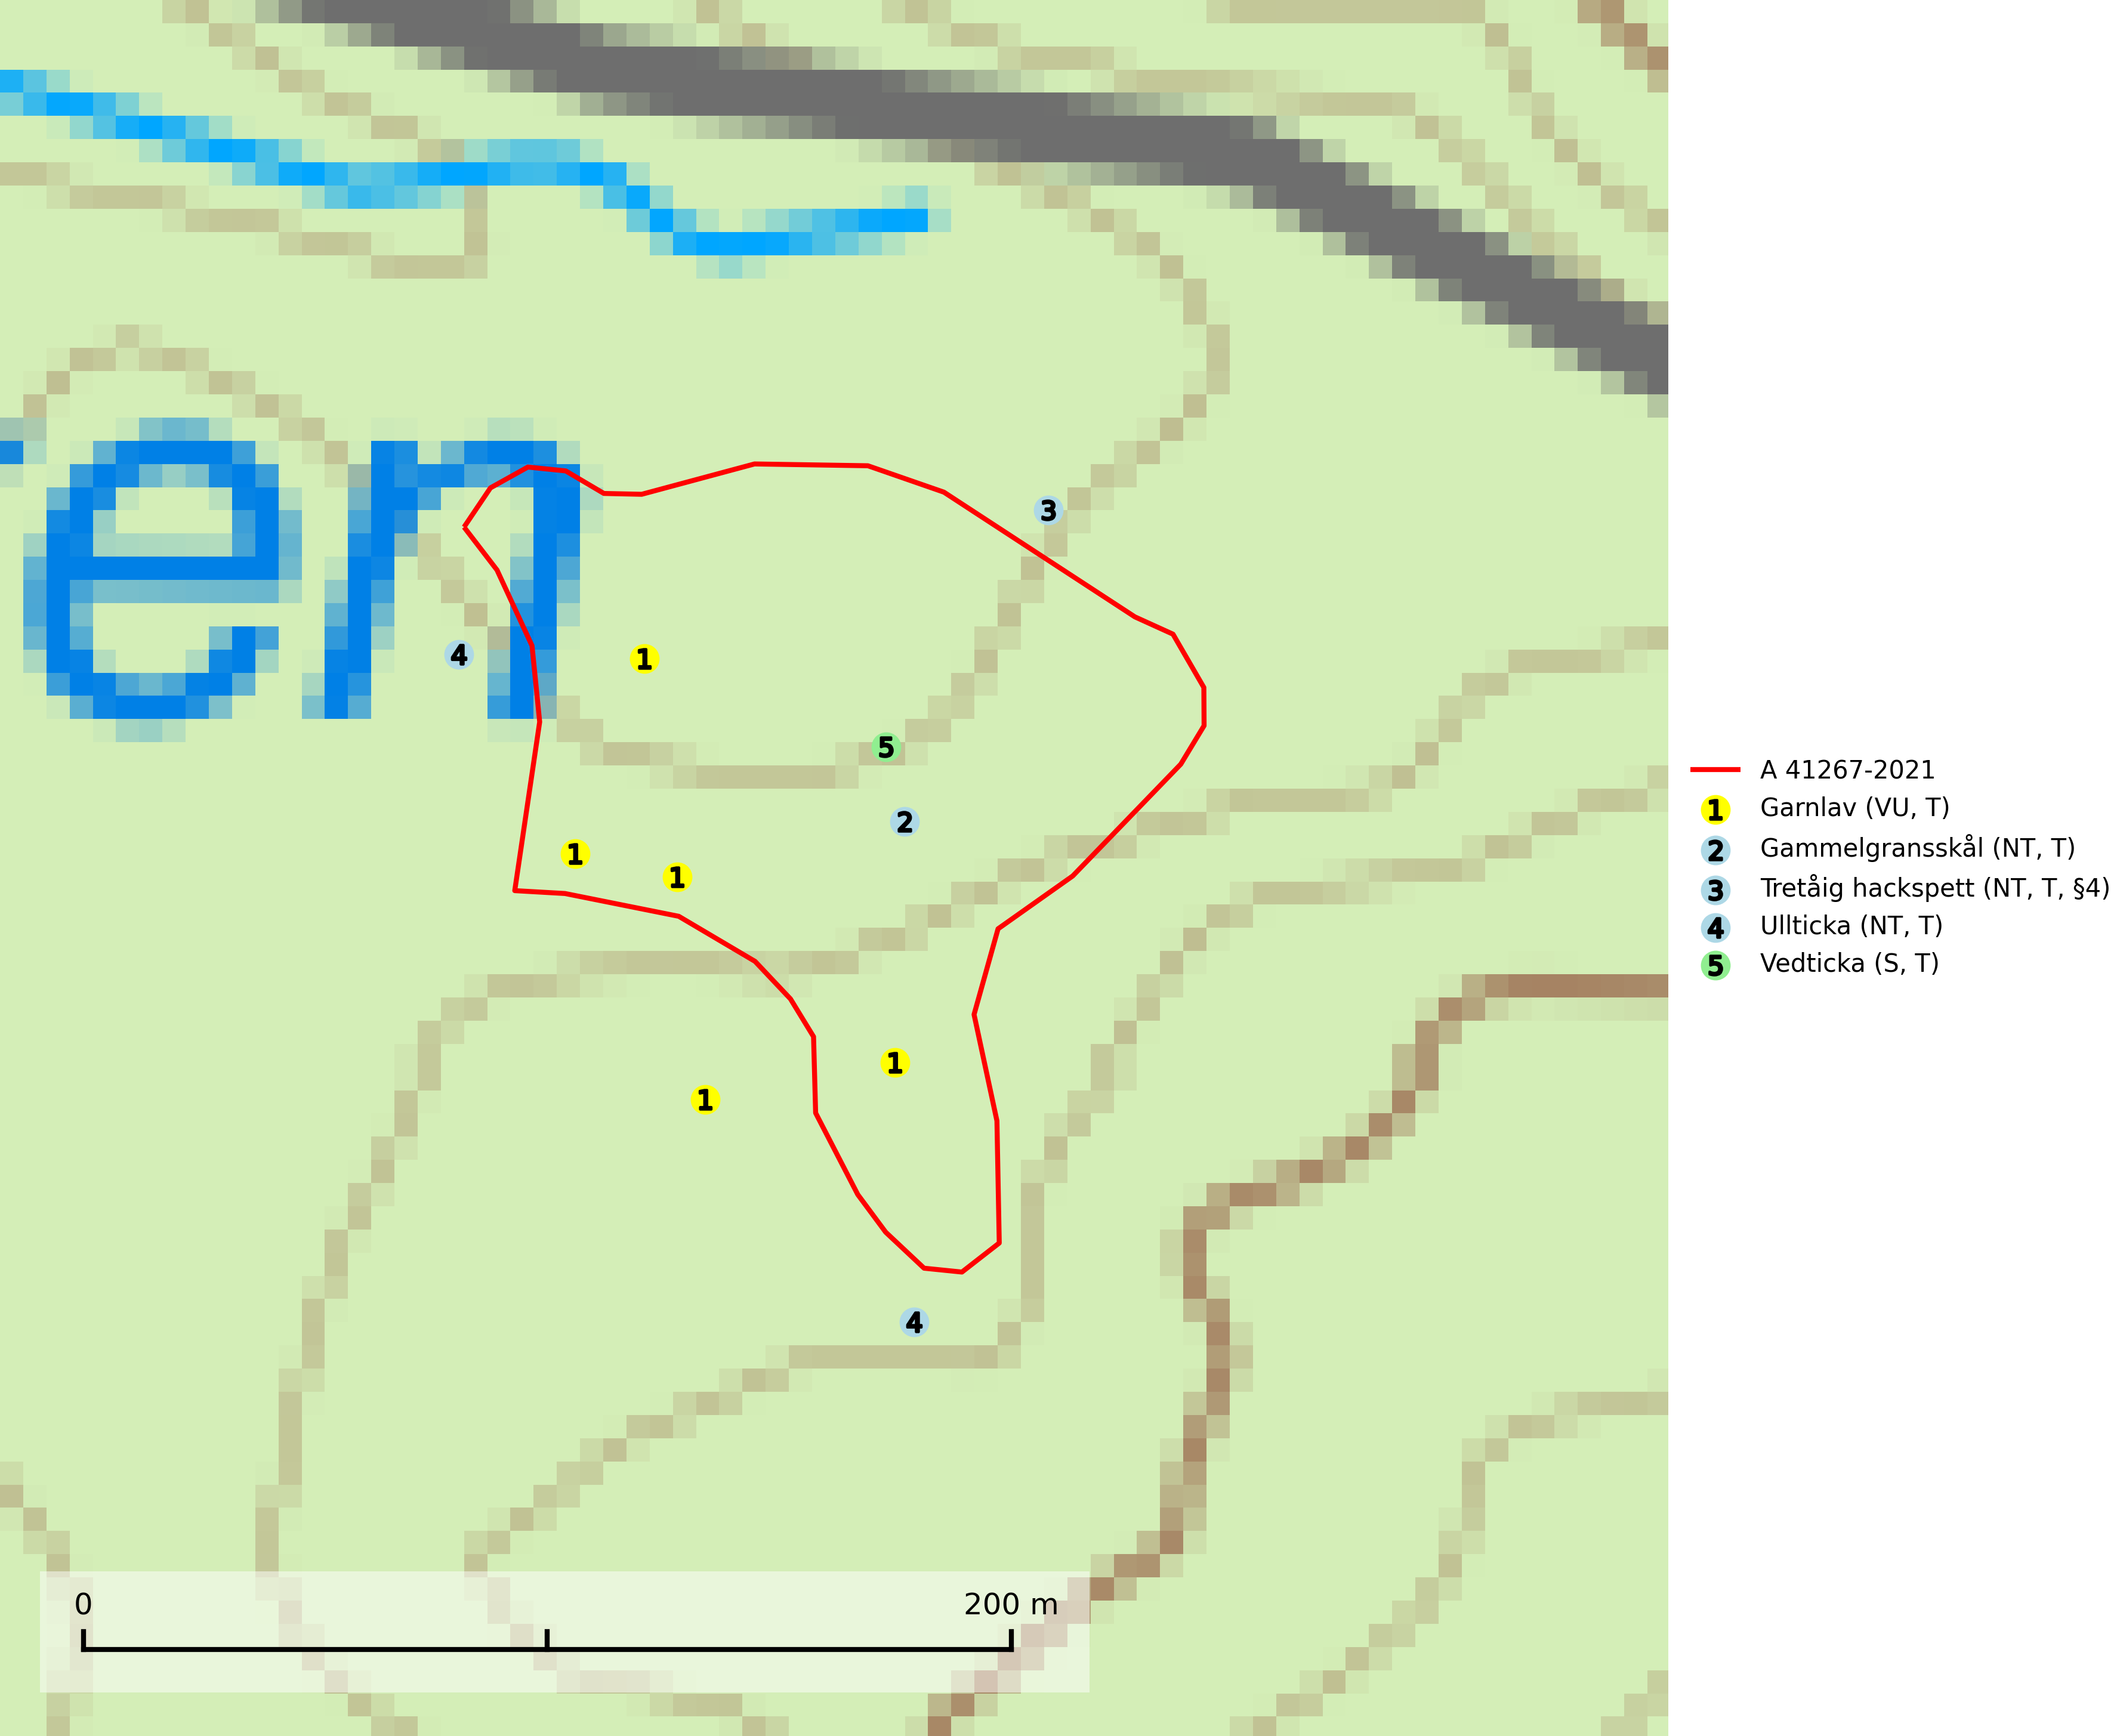 en
3
4
1
5
2
1
1
1
1
4
0 200 m
A 41267-2021
1 Garnlav (VU, T)
2 Gammelgransskål (NT, T)
3 Tretåig hackspett (NT, T, §4)
4 Ullticka (NT, T)
5 Vedticka (S, T)